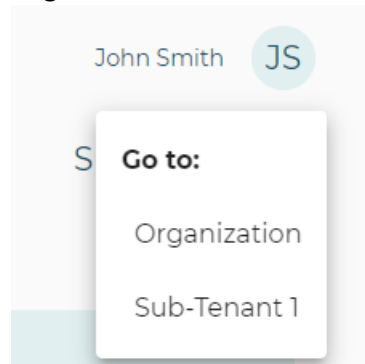 John Smith JS
S
Go to:
Organization
Sub-Tenant 1